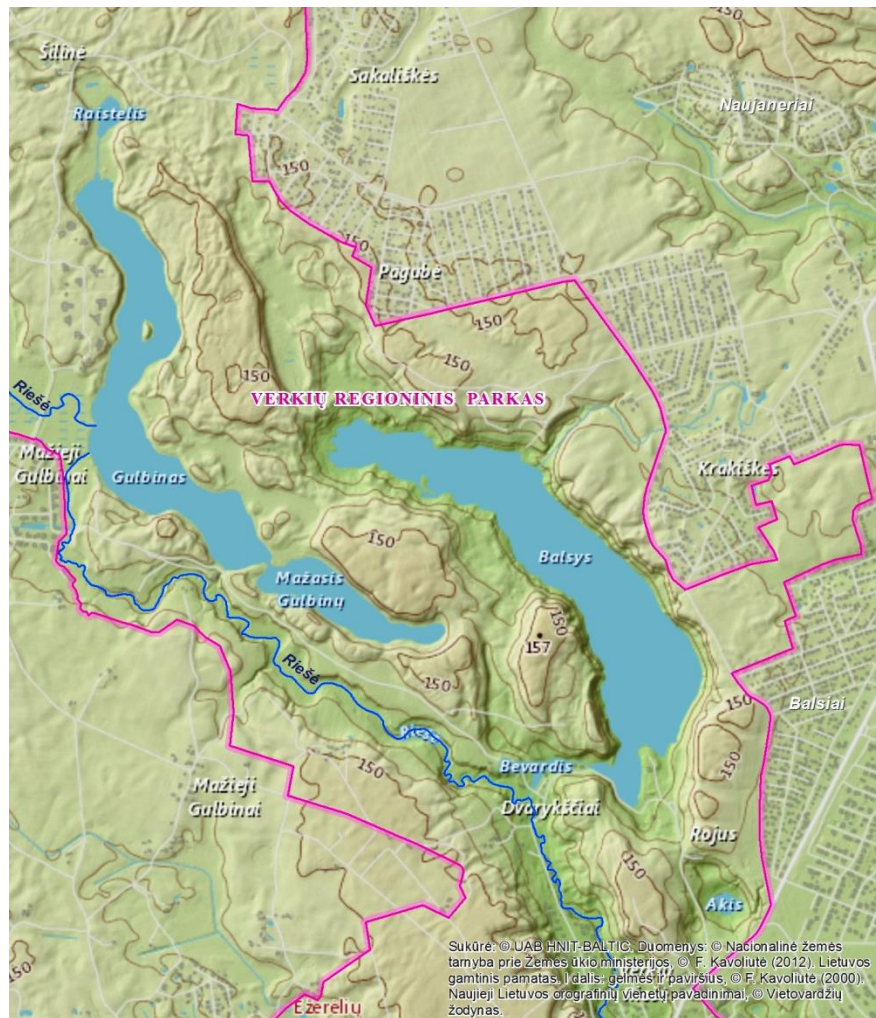 150
Šilinė
Sakališkės
Naujaneriai
Raistelis
150
150
Pagubė
150
150
150
VERKIŲ REGIONINIS PARKAS
Riešė
Mažieji
Gulbinai
Gulbinas
Krakiškės
150
Balsys
Mažasis
Gulbinų
150
157
Riešė
150
150
Balsiai
150
Bevardis
150
Mažieji
Gulbinai
Dvarykščiai
Rojus
150
Akis
150
Ežerėlių
Sukūrė: © UAB HNIT-BALTIC. Duomenys: © Nacionalinė žemės
tarnyba prie Žemės ūkio ministerijos, © F. Kavoliutė (2012). Lietuvos
gamtinis pamatas. I dalis: gelmės ir paviršius, © F. Kavoliutė (2000).
Naujieji Lietuvos orografinių vienetų pavadinimai, © Vietovardžių
žodynas.